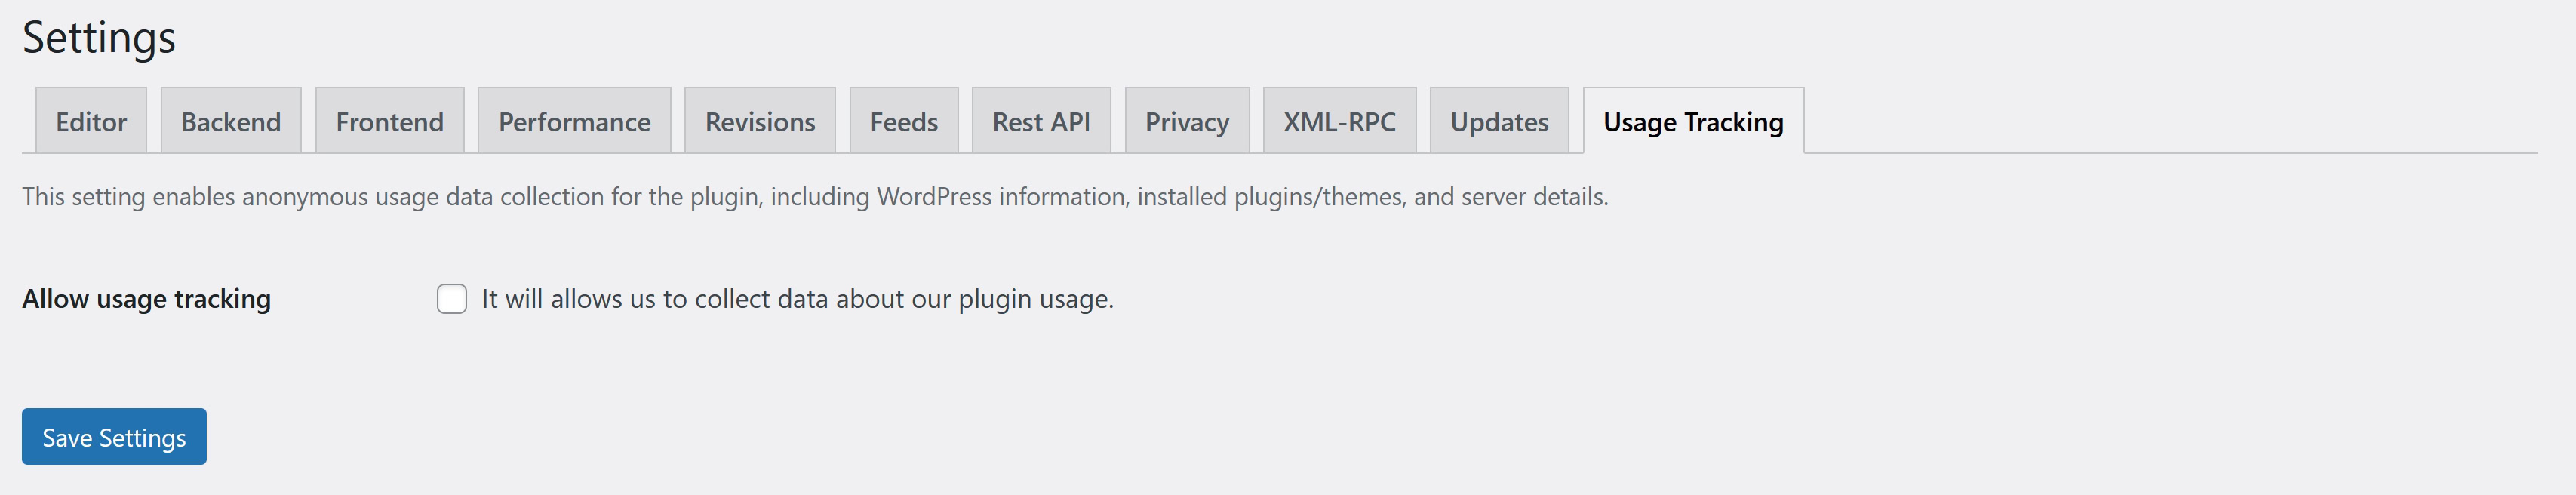 Settings
Editor Backend Frontend Performance Revisions Feeds Rest API Privacy XML-RPC Updates Usage Tracking
This setting enables anonymous usage data collection for the plugin, including WordPress information, installed plugins/themes, and server details.
Allow usage tracking It will allows us to collect data about our plugin usage.
Save Settings